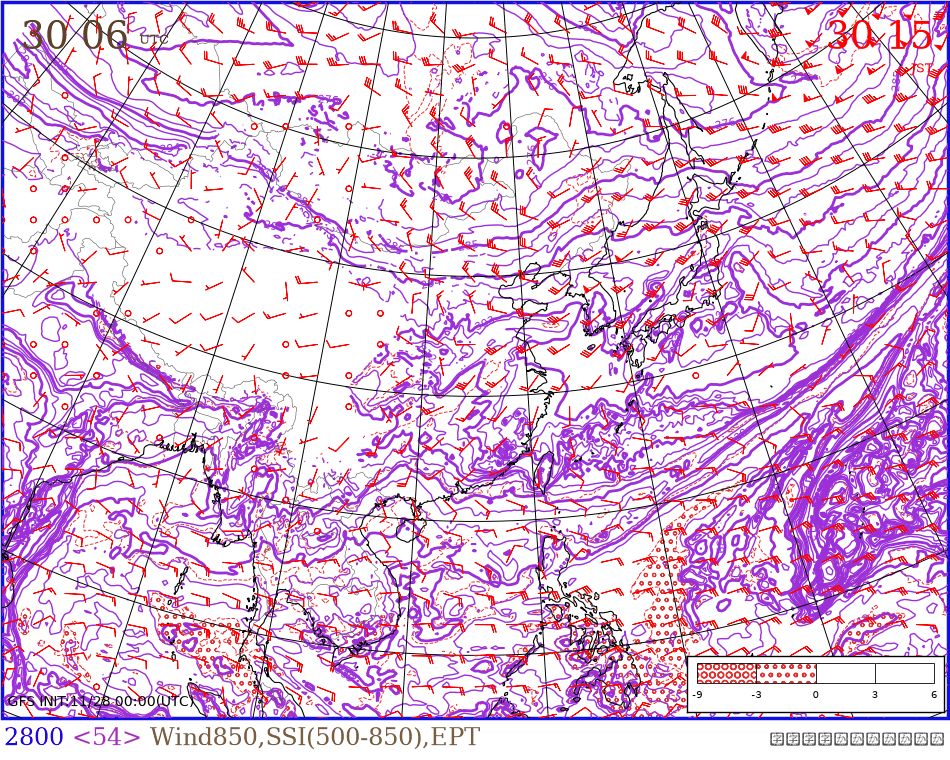 30 06 UTC 30 15 JST
GFS INIT:11/28 00:00(UTC)
-9 -3 0 3 6
2800 <54> Wind850,SSI(500-850),EPT